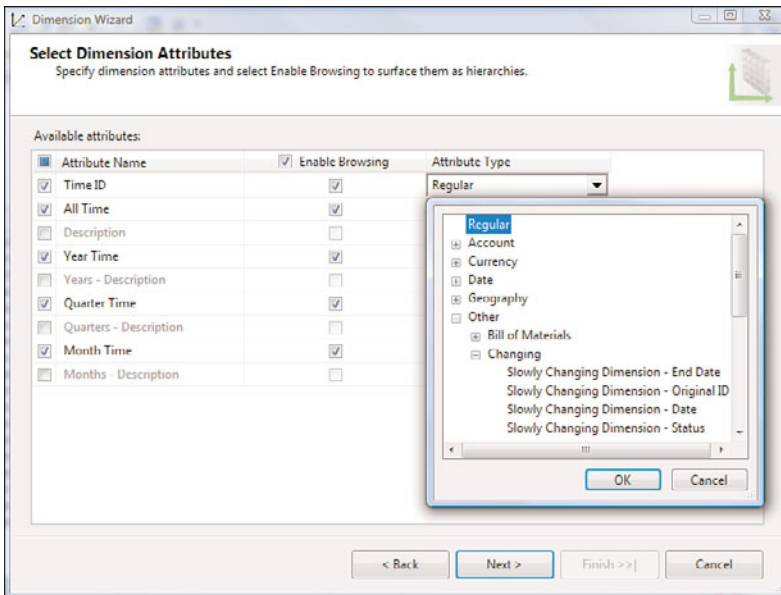 Dimension Wizard
Select Dimension Attributes
Specify dimension attributes and select Enable Browsing to surface them as hierarchies.
Available attributes:
Attribute Name Enable Browsing Attribute Type
Time ID Regular
All Time
Description
Year Time
Years - Description
Quarter Time
Quarters - Description
Month Time
Months - Description
Regular
Account
Currency
Date
Geography
Other
Bill of Materials
Changing
Slowly Changing Dimension - End Date
Slowly Changing Dimension - Original ID
Slowly Changing Dimension - Date
Slowly Changing Dimension - Status
OK Cancel
< Back Next > Finish >>| Cancel